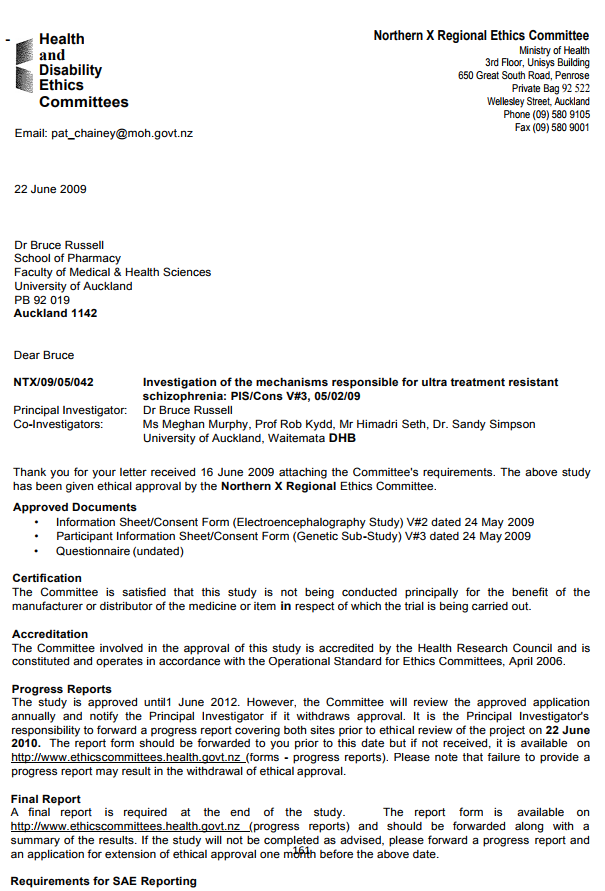 -
Health
and
Disability
Ethics
Committees
Northern X Regional Ethics Committee
Ministry of Health
3rd Floor, Unisys Building
650 Great South Road, Penrose
Private Bag 92 522
Wellesley Street, Auckland
Phone (09) 580 9105
Fax (09) 580 9001
Email: pat_chainey@moh.govt.nz
22 June 2009
Dr Bruce Russell
School of Pharmacy
Faculty of Medical & Health Sciences
University of Auckland
PB 92 019
Auckland 1142
Dear Bruce
NTX/09/05/042 Investigation of the mechanisms responsible for ultra treatment resistant
schizophrenia: PIS/Cons V#3, 05/02/09
Principal Investigator: Dr Bruce Russell
Co-Investigators: Ms Meghan Murphy, Prof Rob Kydd, Mr Himadri Seth, Dr. Sandy Simpson
University of Auckland, Waitemata DHB
Thank you for your letter received 16 June 2009 attaching the Committee's requirements. The above study
has been given ethical approval by the Northern X Regional Ethics Committee.
Approved Documents
• Information Sheet/Consent Form (Electroencephalography Study) V#2 dated 24 May 2009
• Participant Information Sheet/Consent Form (Genetic Sub-Study) V#3 dated 24 May 2009
• Questionnaire (undated)
Certification
The Committee is satisfied that this study is not being conducted principally for the benefit of the
manufacturer or distributor of the medicine or item in respect of which the trial is being carried out.
Accreditation
The Committee involved in the approval of this study is accredited by the Health Research Council and is
constituted and operates in accordance with the Operational Standard for Ethics Committees, April 2006.
Progress Reports
The study is approved until1 June 2012. However, the Committee will review the approved application
annually and notify the Principal Investigator if it withdraws approval. It is the Principal Investigator's
responsibility to forward a progress report covering both sites prior to ethical review of the project on 22 June
2010. The report form should be forwarded to you prior to this date but if not received, it is available on
http://www.ethicscommittees.health.govt.nz (forms - progress reports). Please note that failure to provide a
progress report may result in the withdrawal of ethical approval.
Final Report
A final report is required at the end of the study. The report form is available on
http://www.ethicscommittees.health.govt.nz (progress reports) and should be forwarded along with a
summary of the results. If the study will not be completed as advised, please forward a progress report and
an application for extension of ethical approval one month before the above date.
161
Requirements for SAE Reporting